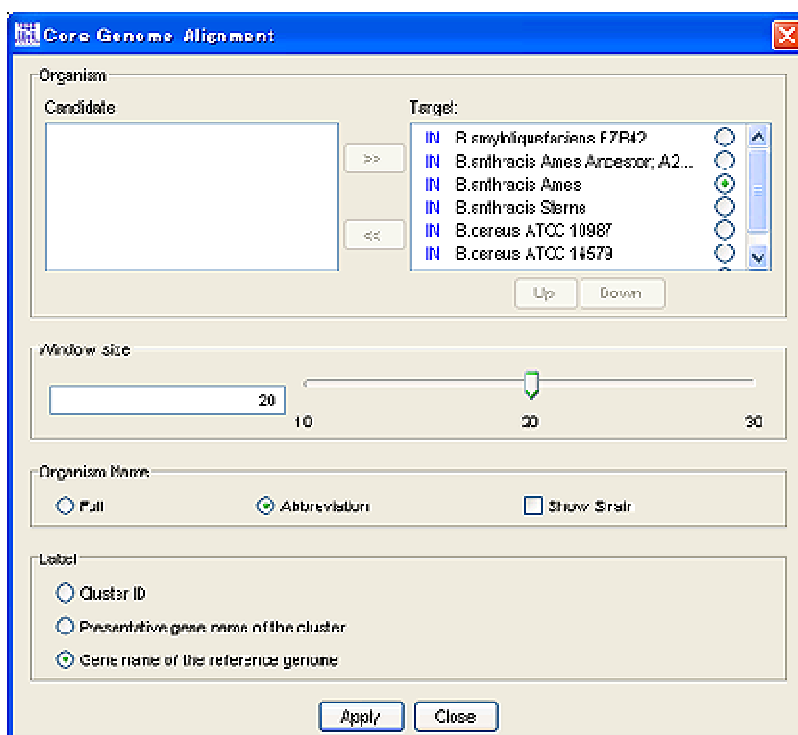 Core Genome Alignment
Organism
Candidate
Target:
>>
<<
IN B.amyloliquefaciens FZB42
IN B.anthracis Ames Ancestor; A2...
IN B.anthracis Ames
IN B.anthracis Sterne
IN B.cereus ATCC 10987
IN B.cereus ATCC 14579
Up Down
Window size
20
10 20 30
Organism Name
Full Abbreviation Show Strain
Label
Cluster ID
Presentative gene name of the cluster
Gene name of the reference genome
Apply Close